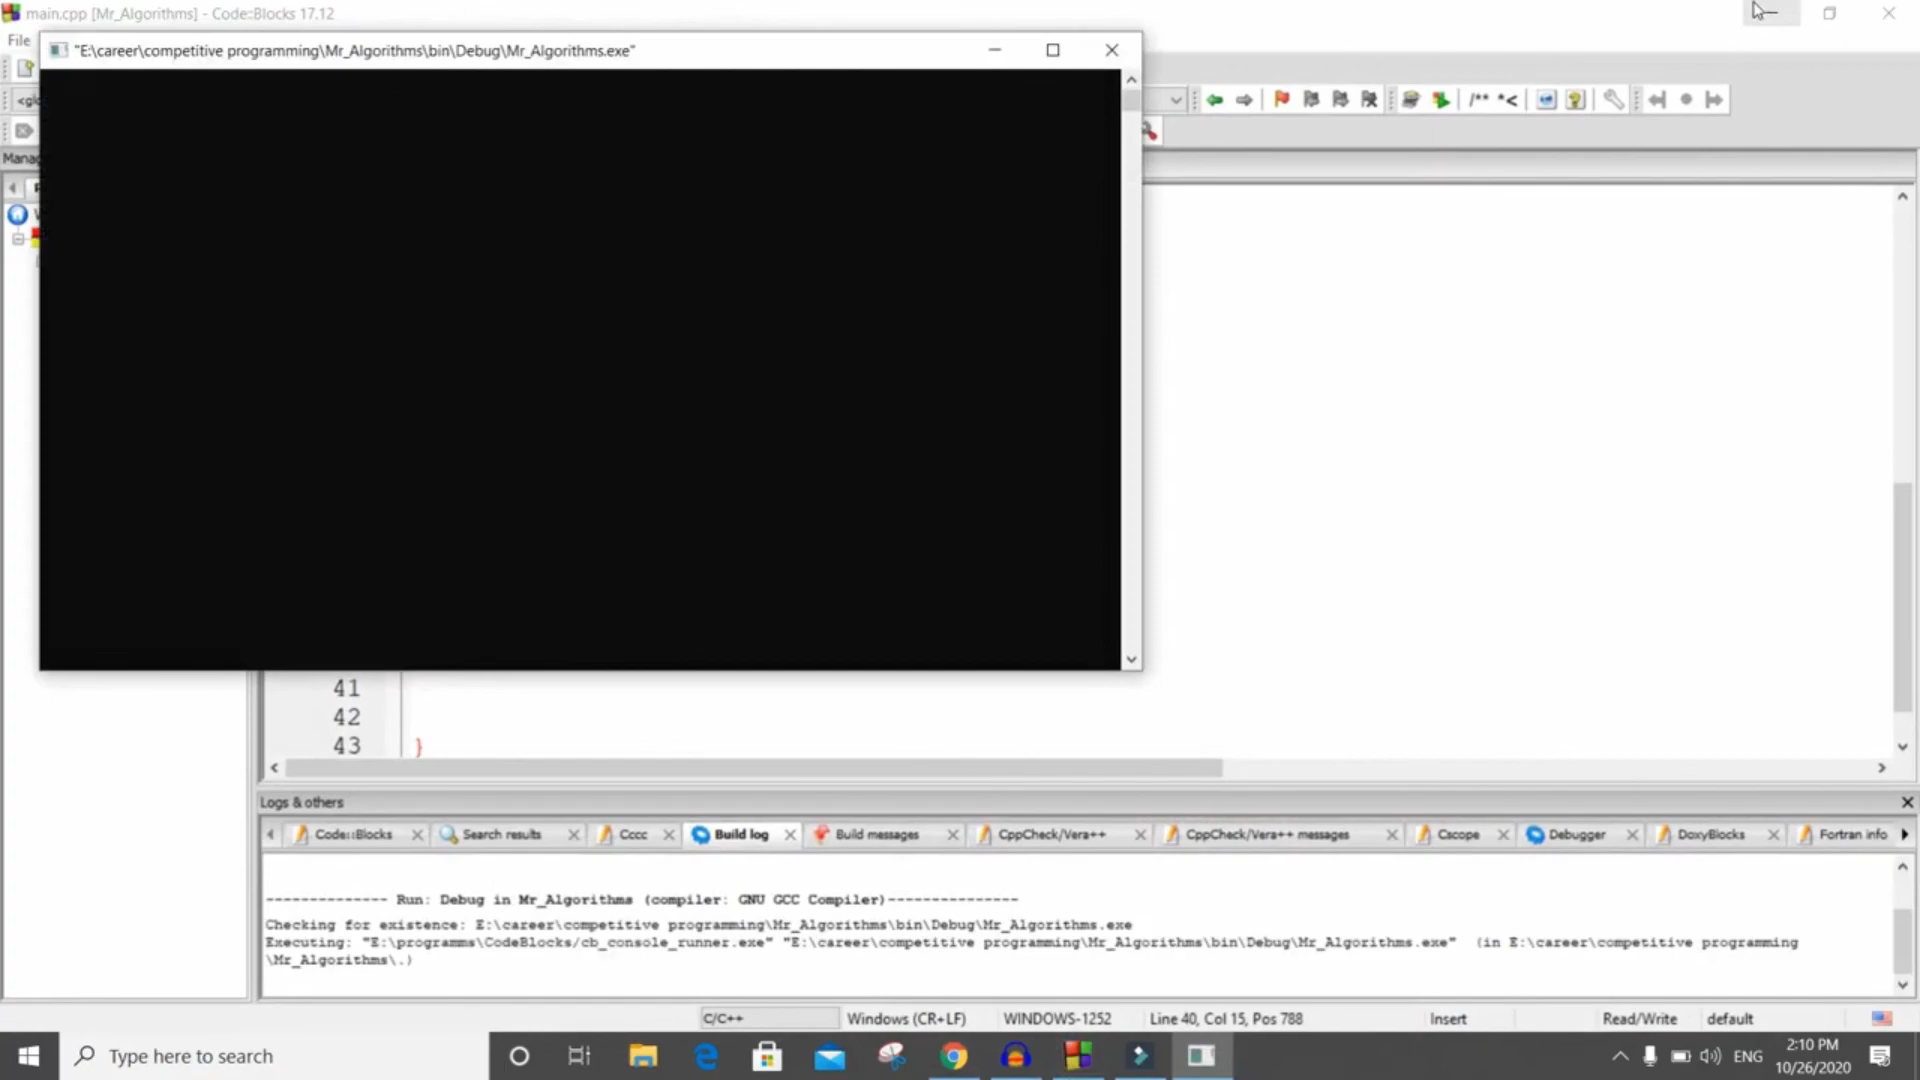 main.cpp [Mr_Algorithms] - Code::Blocks 17.12
File
"E:\career\competitive programming\Mr_Algorithms\bin\Debug\Mr_Algorithms.exe"
/** *<
41
42
43 }
Logs & others
Code::Blocks Search results Cccc Build log Build messages CppCheck/Vera++ CppCheck/Vera++ messages Cscope Debugger DoxyBlocks Fortran info
-------------- Run: Debug in Mr_Algorithms (compiler: GNU GCC Compiler)---------------
Checking for existence: E:\career\competitive programming\Mr_Algorithms\bin\Debug\Mr_Algorithms.exe
Executing: "E:\programms\CodeBlocks/cb_console_runner.exe" "E:\career\competitive programming\Mr_Algorithms\bin\Debug\Mr_Algorithms.exe" (in E:\career\competitive programming
\Mr_Algorithms\.)
C/C++ Windows (CR+LF) WINDOWS-1252 Line 40, Col 15, Pos 788 Insert Read/Write default
Type here to search
ENG
2:10 PM
10/26/2020